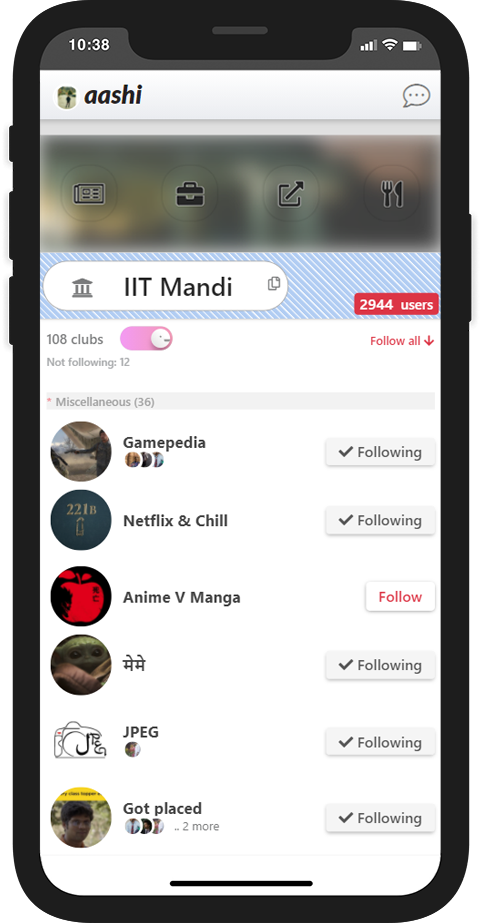 10:38
aashi
IIT Mandi
2944 users
108 clubs
Follow all ↓
Not following: 12
* Miscellaneous (36)
Gamepedia
Following
221B
Netflix & Chill
Following
Anime V Manga
Follow
मेमे
Following
JPEG
Following
Got placed
.. 2 more
Following